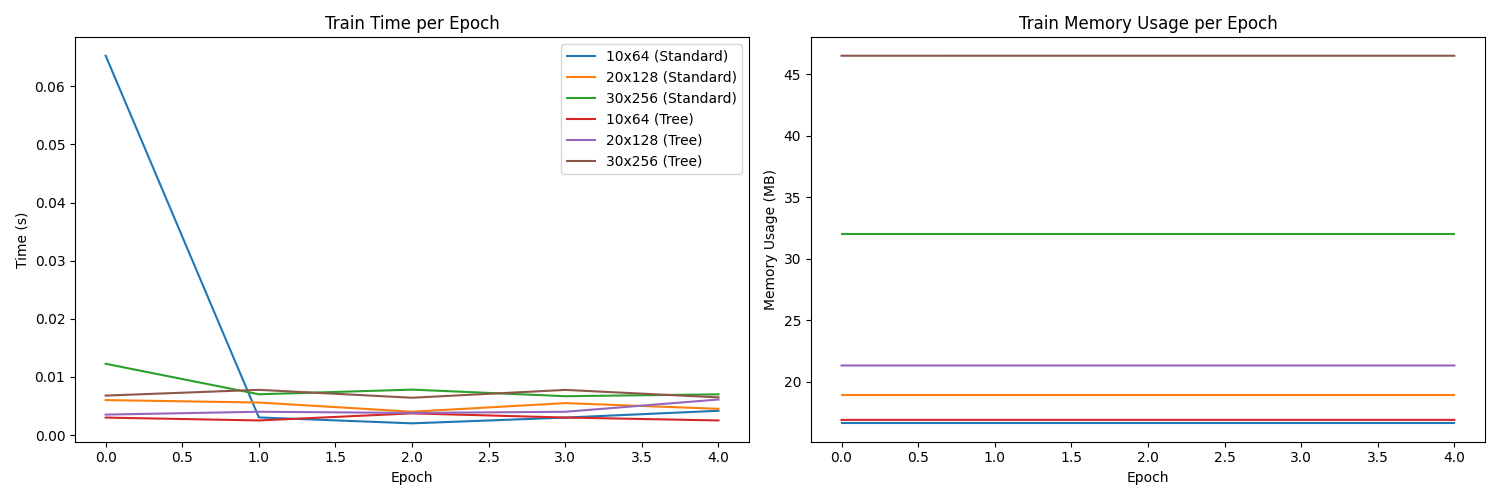 Train Time per Epoch
Time (s)
0.06
0.05
0.04
0.03
0.02
0.01
0.00
10x64 (Standard)
20x128 (Standard)
30x256 (Standard)
10x64 (Tree)
20x128 (Tree)
30x256 (Tree)
0.0 0.5 1.0 1.5 2.0 2.5 3.0 3.5 4.0
Epoch
Train Memory Usage per Epoch
Memory Usage (MB)
45
40
35
30
25
20
0.0 0.5 1.0 1.5 2.0 2.5 3.0 3.5 4.0
Epoch